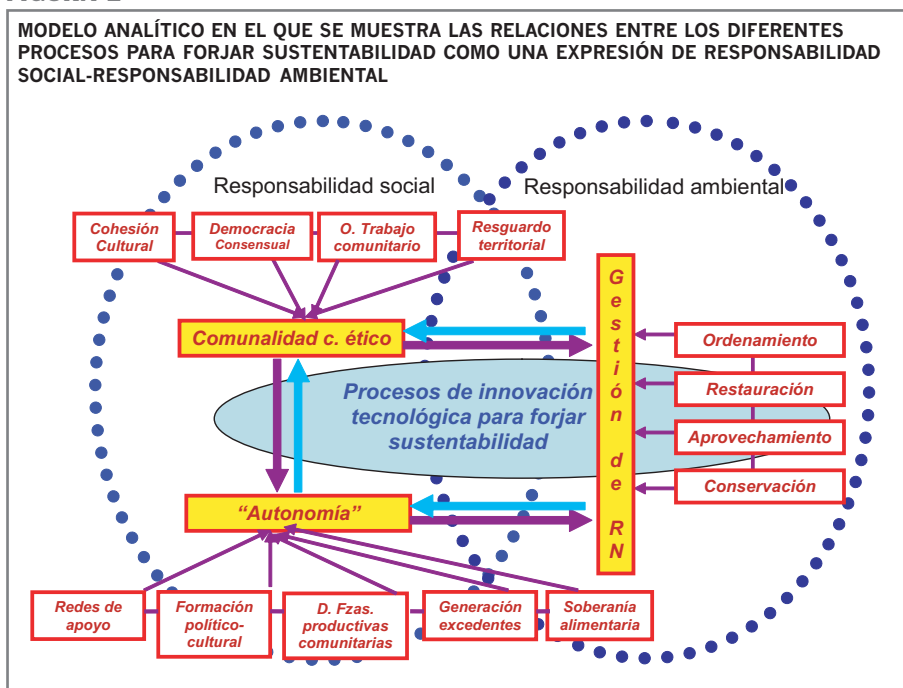 MODELO ANALÍTICO EN EL QUE SE MUESTRA LAS RELACIONES ENTRE LOS DIFERENTES
PROCESOS PARA FORJAR SUSTENTABILIDAD COMO UNA EXPRESIÓN DE RESPONSABILIDAD
SOCIAL-RESPONSABILIDAD AMBIENTAL
Responsabilidad social
Responsabilidad ambiental
Cohesión
Cultural
Democracia
Consensual
O. Trabajo
comunitario
Resguardo
territorial
Comunalidad c. ético
Gestión de RN
Ordenamiento
Restauración
Aprovechamiento
Conservación
Procesos de innovación
tecnológica para forjar
sustentabilidad
“Autonomía”
Redes de
apoyo
Formación
político-
cultural
D. Fzas.
productivas
comunitarias
Generación
excedentes
Soberanía
alimentaria